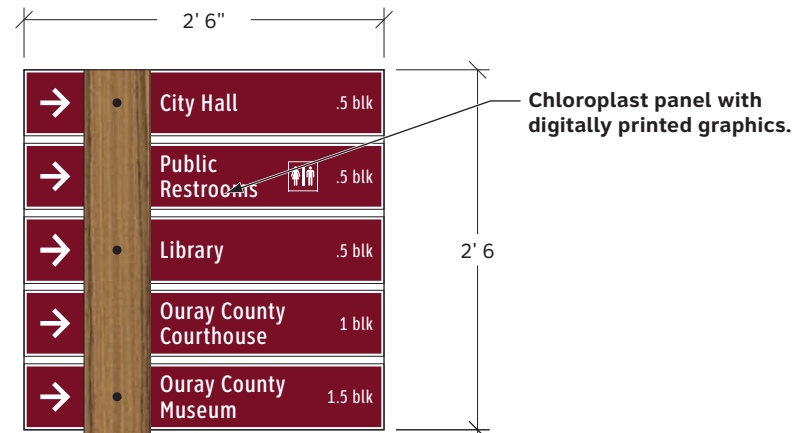 2' 6"
City Hall .5 blk
Chloroplast panel with
digitally printed graphics.
Public
Restrooms .5 blk
Library .5 blk
2' 6
Ouray County
Courthouse 1 blk
Ouray County
Museum 1.5 blk